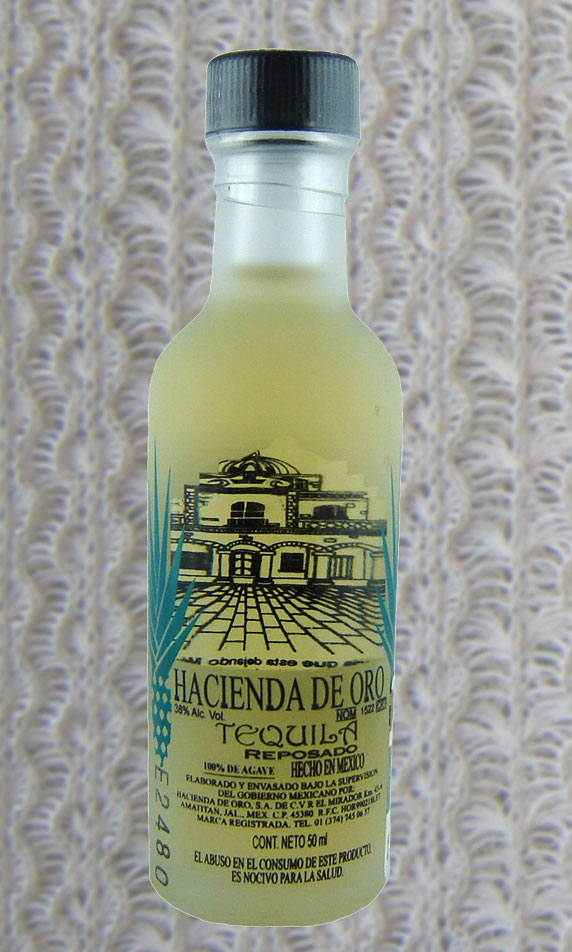 HACIENDA DE ORO
38% Alc. Vol.
NOM 1522
TEQUILA
REPOSADO
100% DE AGAVE HECHO EN MEXICO
ELABORADO Y ENVASADO BAJO LA SUPERVISION
DEL GOBIERNO MEXICANO POR:
HACIENDA DE ORO, S.A. DE C.V R EL MIRADOR Km. 45-A
AMATITAN, JAL., MEX. C.P. 45380 R.F.C. HOR990218LE7
MARCA REGISTRADA. TEL. 01 (374) 745 06 57
CONT. NETO 50 ml
EL ABUSO EN EL CONSUMO DE ESTE PRODUCTO,
ES NOCIVO PARA LA SALUD.
E2480